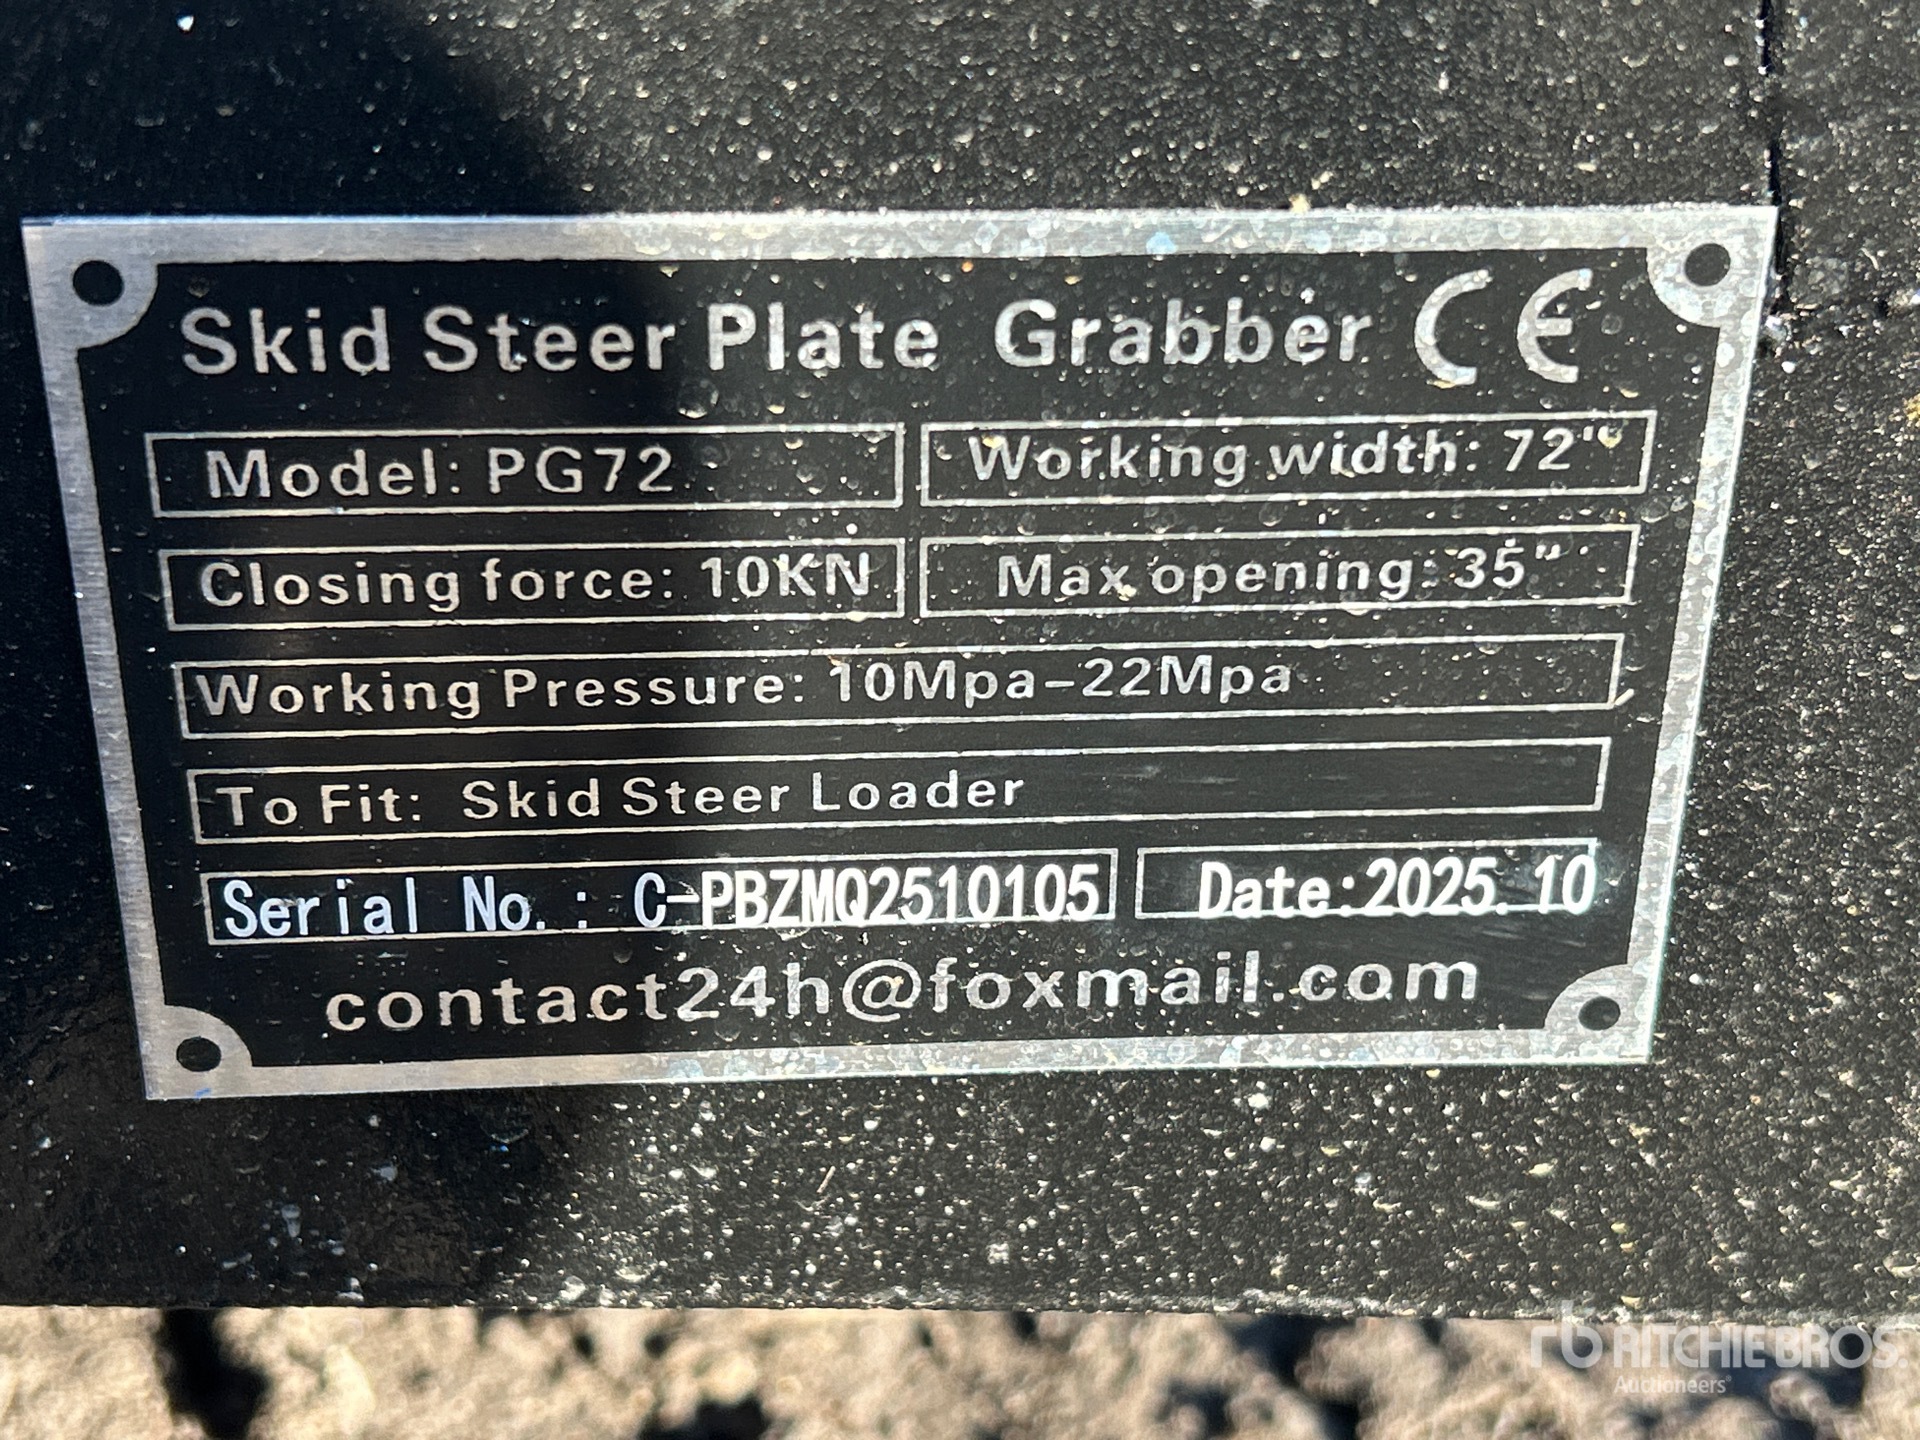 Skid Steer Plate Grabber CE
Model: PG72
Working width: 72"
Closing force: 10KN
Max opening: 35"
Working Pressure: 10Mpa-22Mpa
To Fit: Skid Steer Loader
Serial No.: C-PBZMQ2510105
Date:2025.10
contact24h@foxmail.com
rb RITCHIE BROS.
Auctioneers